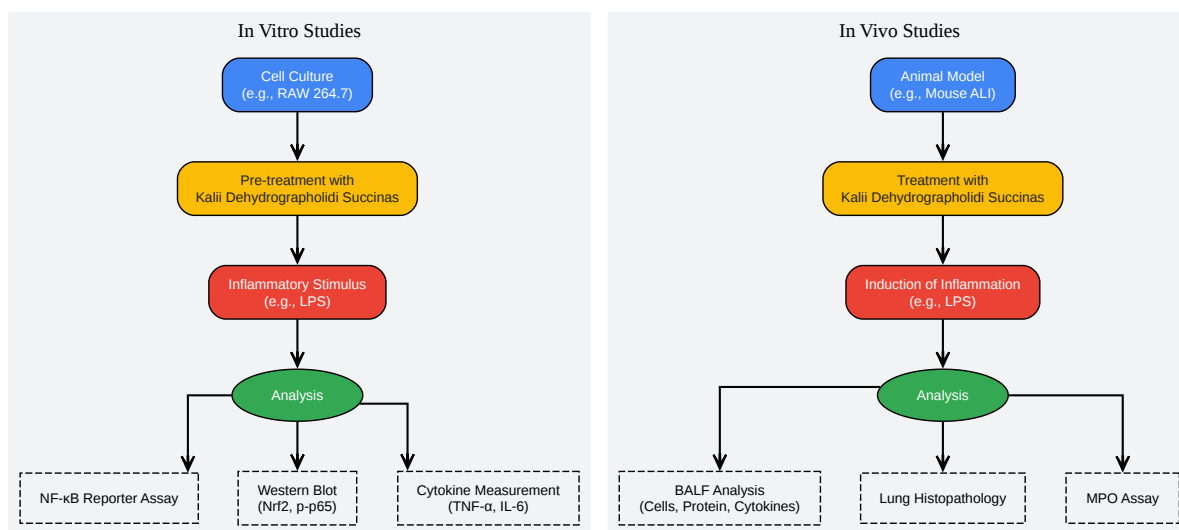 In Vitro Studies
Cell Culture
(e.g., RAW 264.7)
Pre-treatment with
Kalii Dehydrographolidi Succinas
Inflammatory Stimulus
(e.g., LPS)
Analysis
NF-κB Reporter Assay
Western Blot
(Nrf2, p-p65)
Cytokine Measurement
(TNF-α, IL-6)
In Vivo Studies
Animal Model
(e.g., Mouse ALI)
Treatment with
Kalii Dehydrographolidi Succinas
Induction of Inflammation
(e.g., LPS)
Analysis
BALF Analysis
(Cells, Protein, Cytokines)
Lung Histopathology
MPO Assay